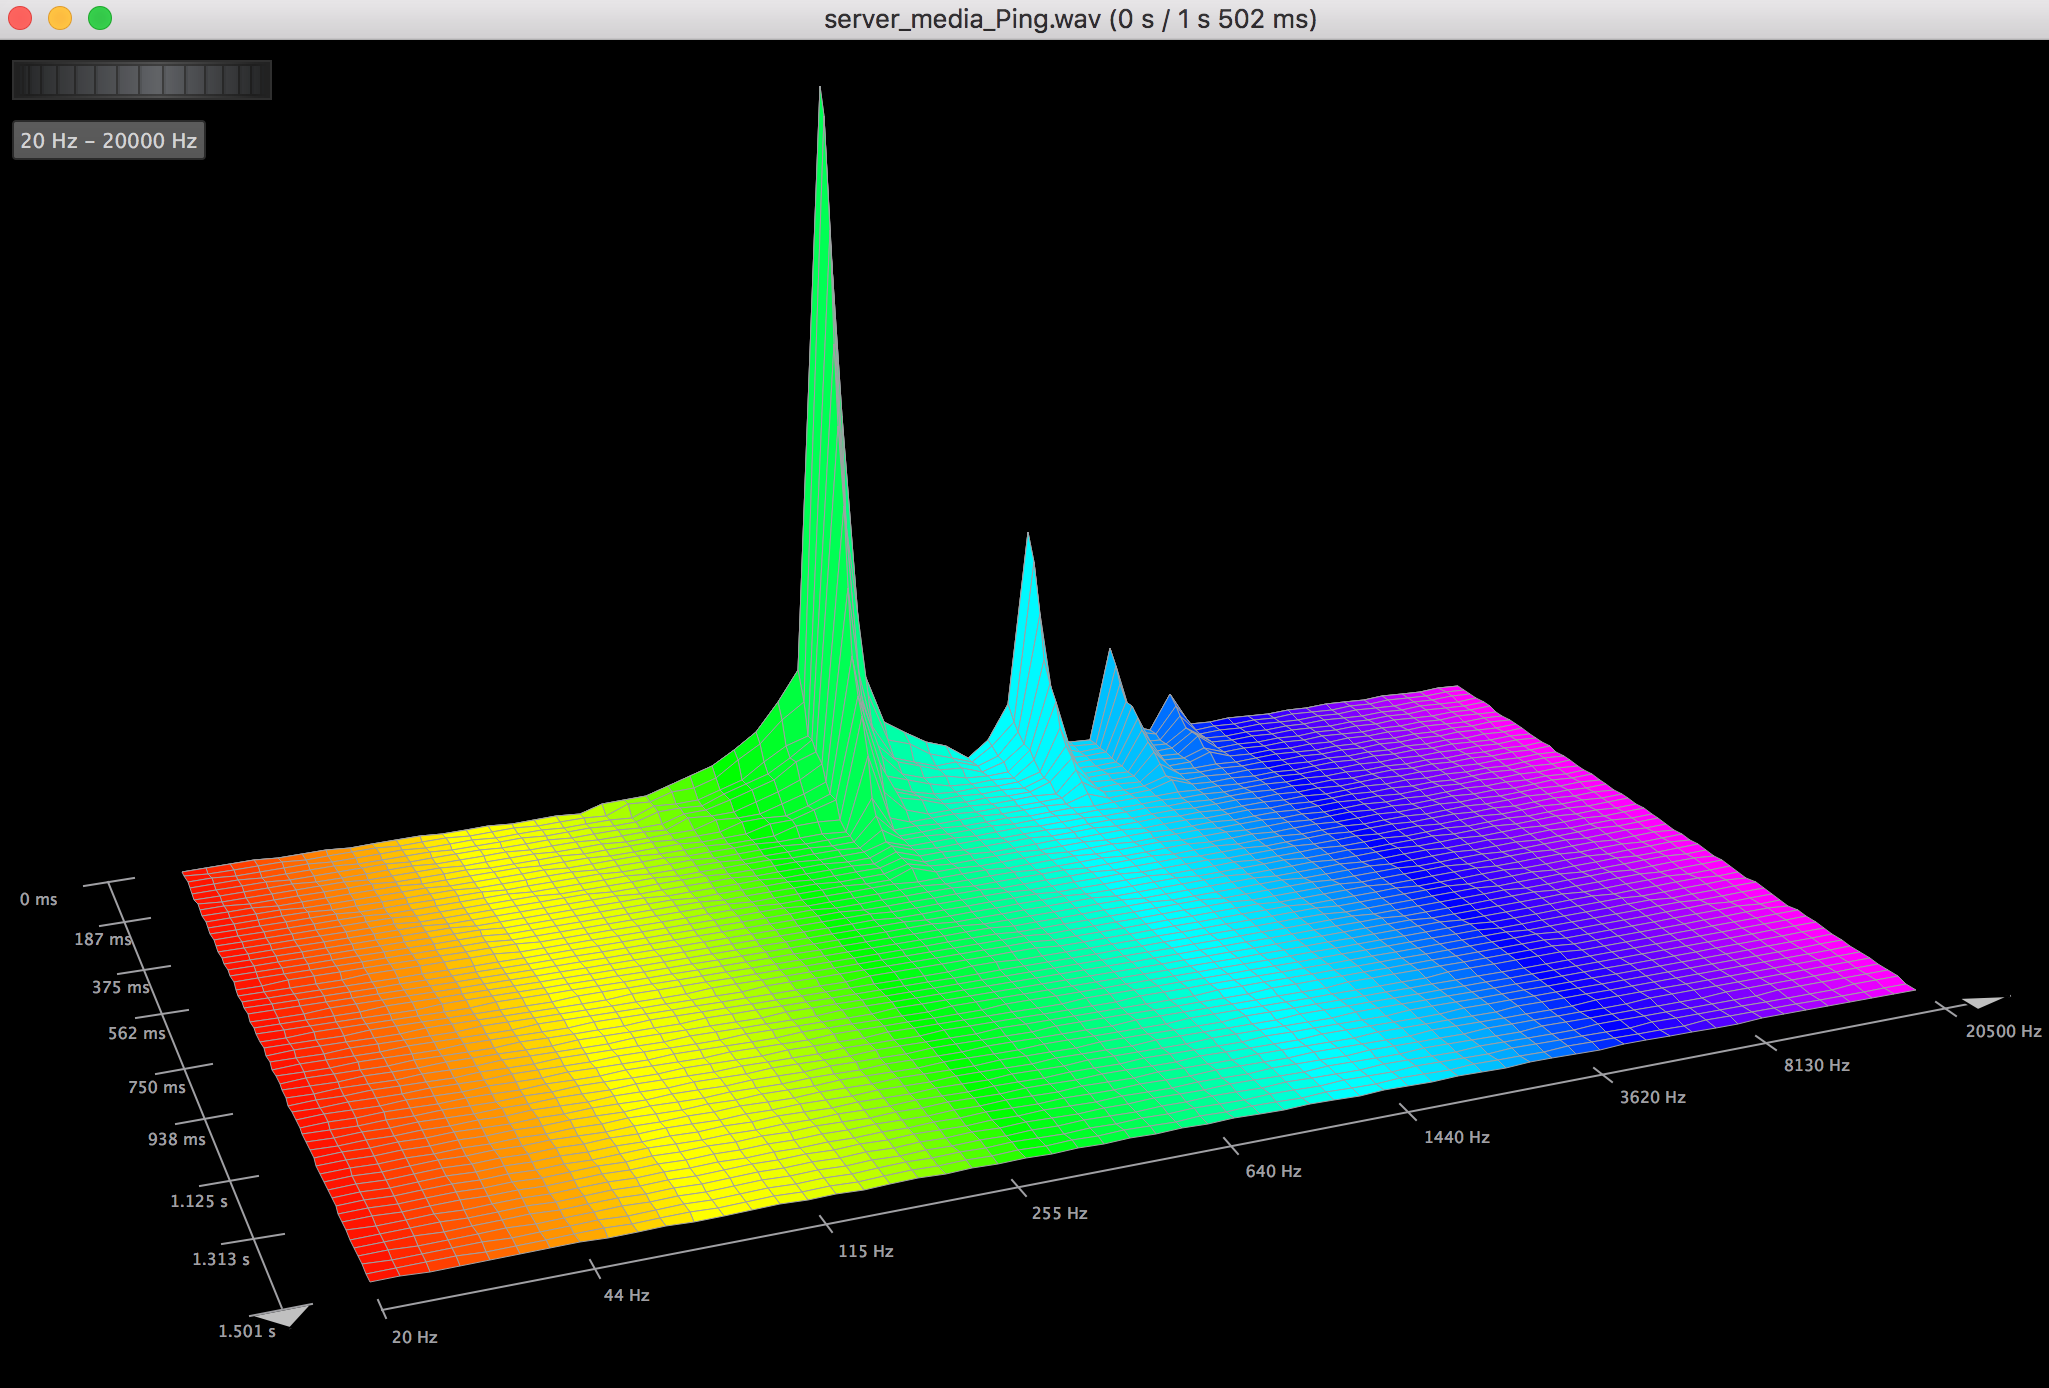 server_media_Ping.wav (0 s / 1 s 502 ms)
20 Hz – 20000 Hz
0 ms
187 ms
375 ms
562 ms
750 ms
938 ms
1.125 s
1.313 s
1.501 s
20 Hz
44 Hz
115 Hz
255 Hz
640 Hz
1440 Hz
3620 Hz
8130 Hz
20500 Hz